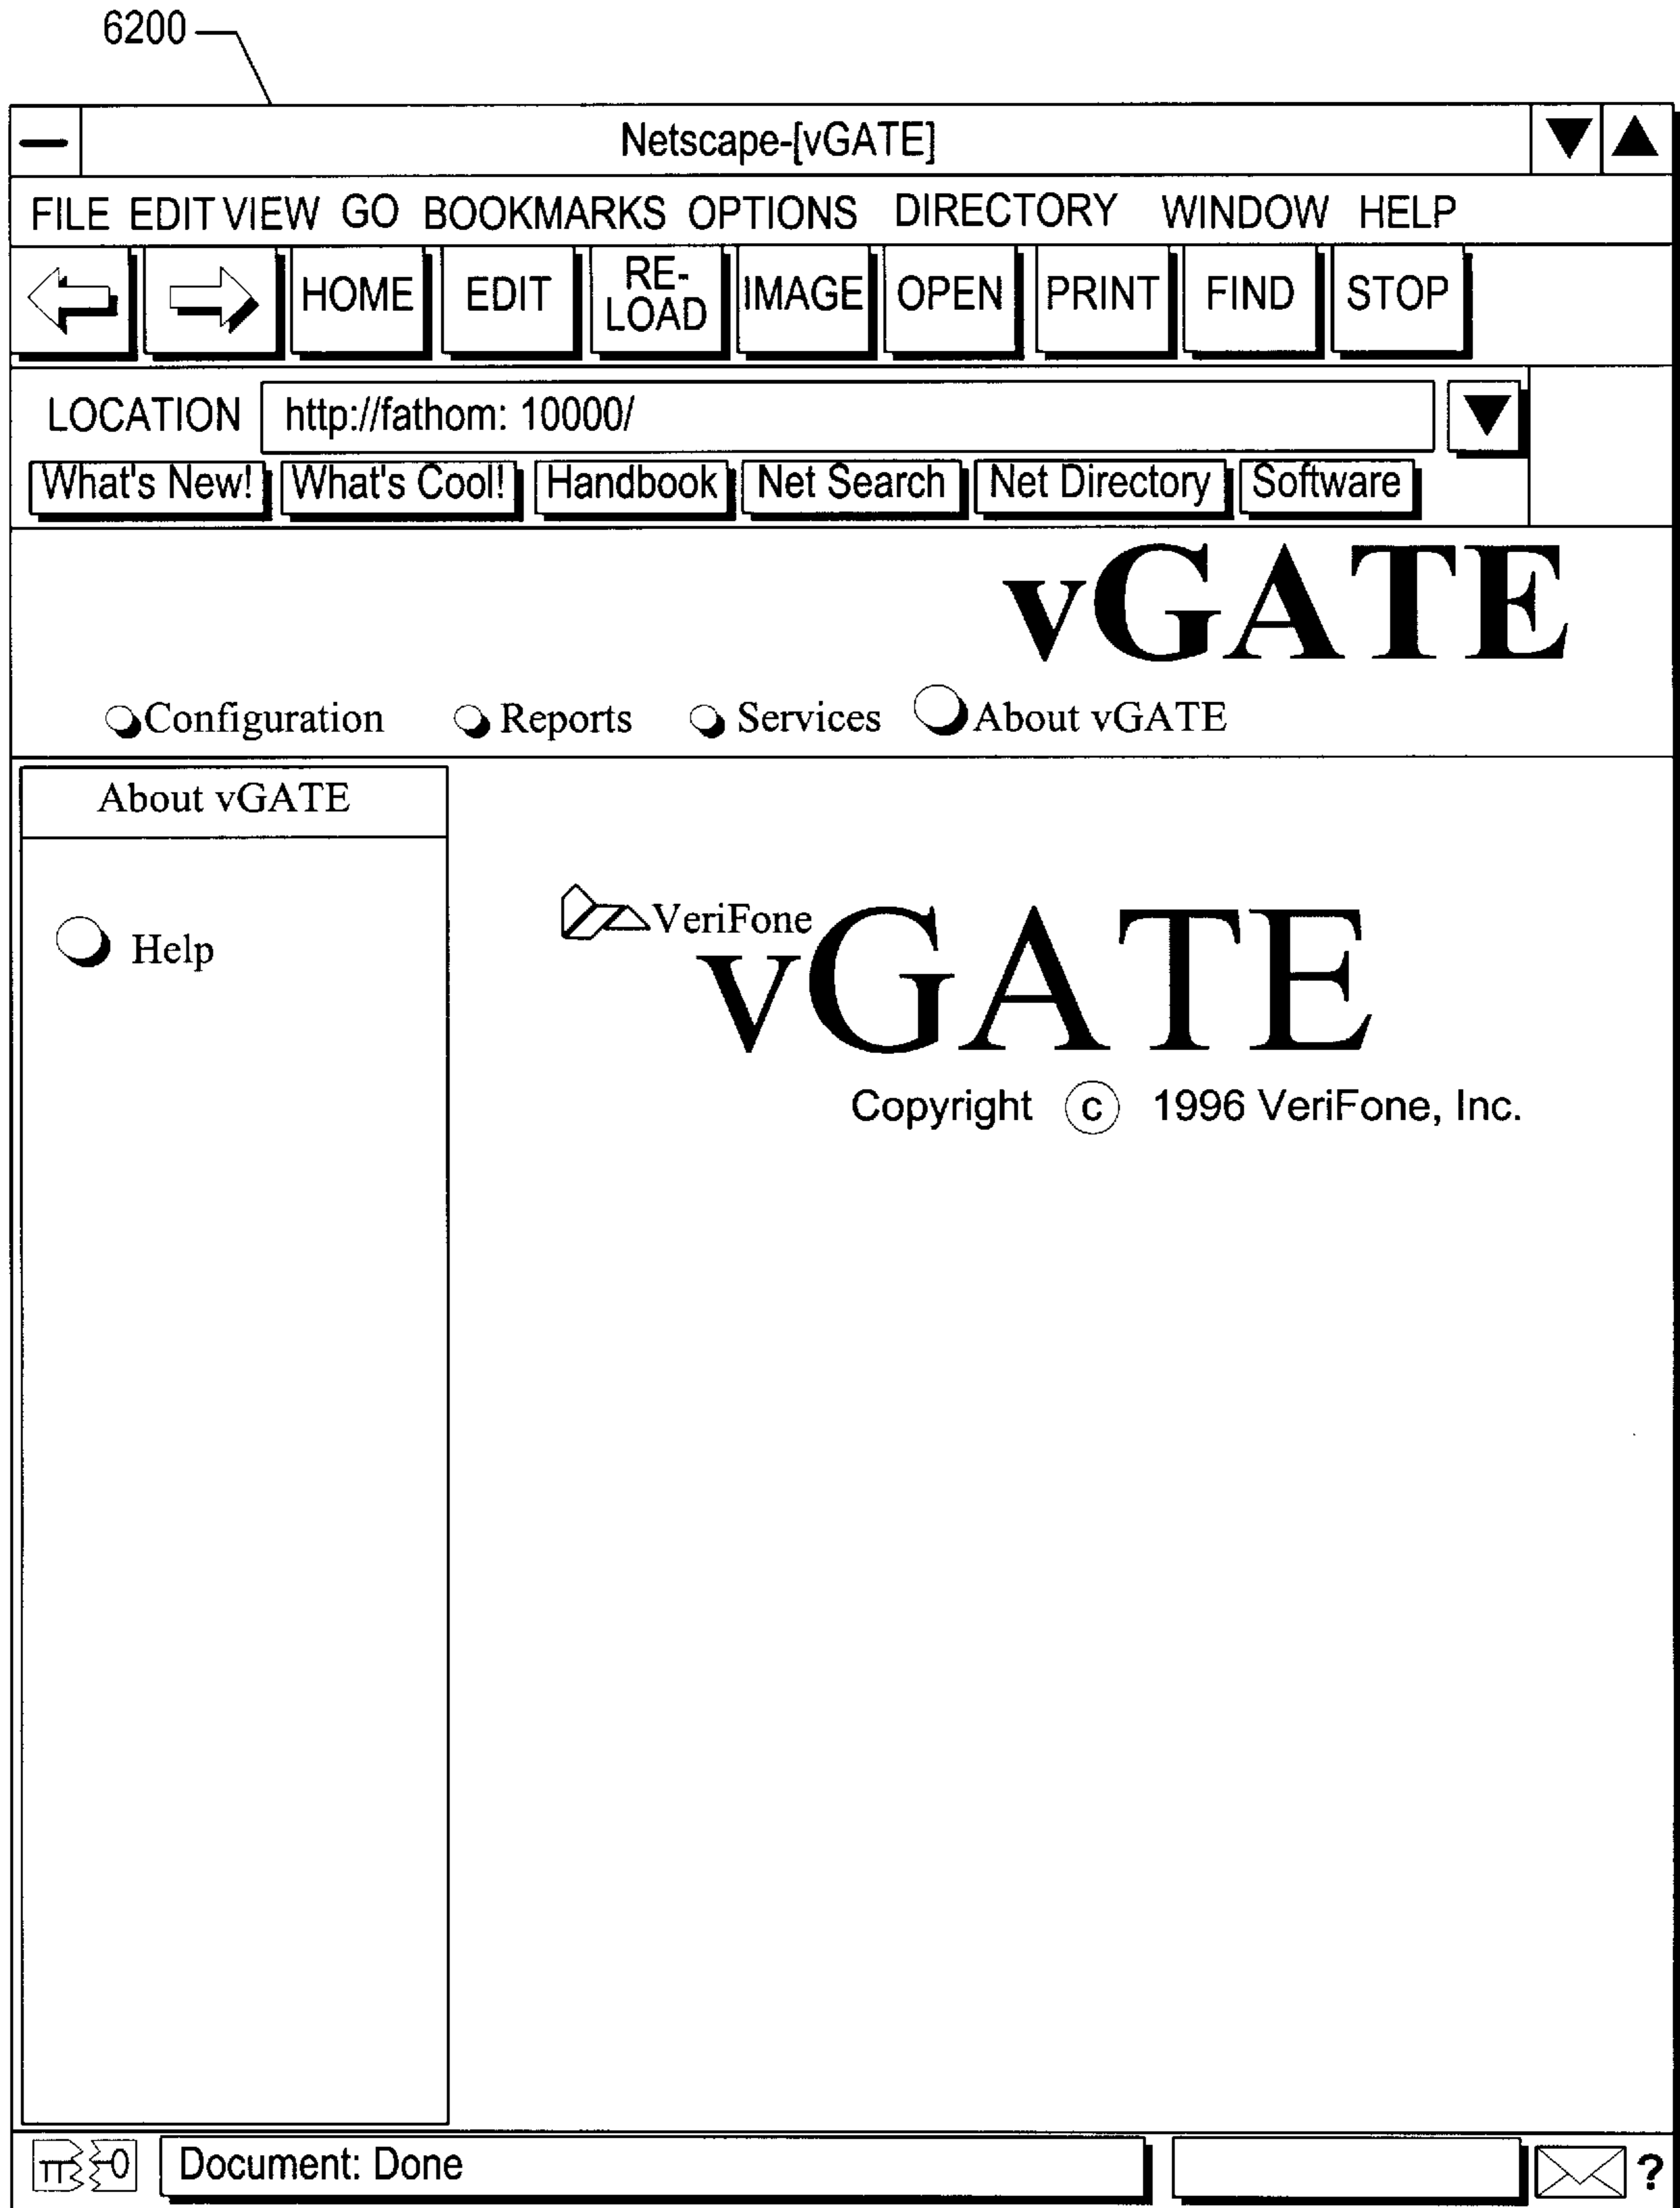 6200
Netscape-[vGATE]
FILE EDIT VIEW GO BOOKMARKS OPTIONS DIRECTORY WINDOW HELP
HOME EDIT RE-LOAD IMAGE OPEN PRINT FIND STOP
LOCATION http://fathom: 10000/
What's New! What's Cool! Handbook Net Search Net Directory Software
vGATE
Configuration Reports Services About vGATE
About vGATE
Help
VeriFone
vGATE
Copyright © 1996 VeriFone, Inc.
Document: Done ?